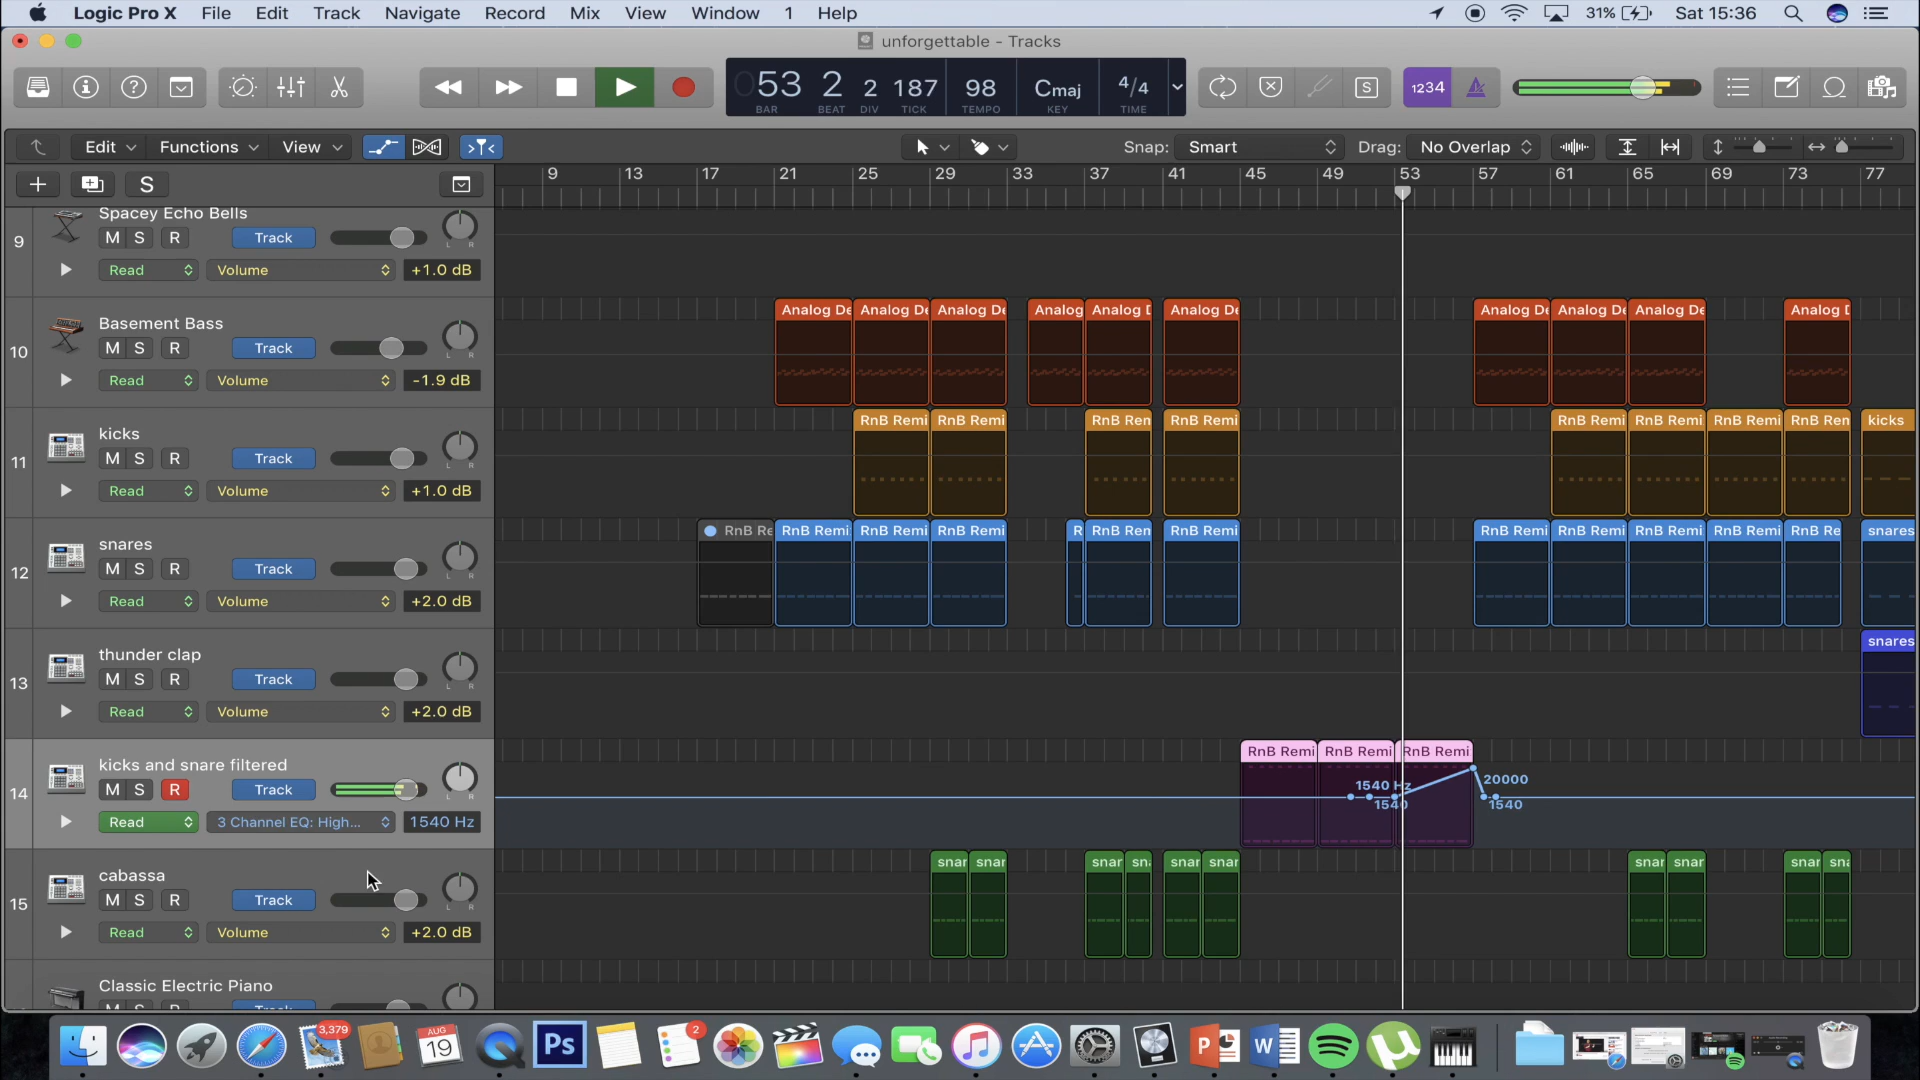 Logic Pro X File Edit Track Navigate Record Mix View Window 1 Help 31% Sat 15:36
unforgettable - Tracks
053 2 2 187 98 Cmaj 4/4
BAR BEAT DIV TICK TEMPO KEY TIME
S 1234
Edit Functions View Snap: Smart Drag: No Overlap
S
9 13 17 21 25 29 33 37 41 45 49 53 57 61 65 69 73 77
Spacey Echo Bells
9 M S R Track L R
Read Volume +1.0 dB
Analog De Analog De Analog De Analog Analog D Analog De Analog De Analog De Analog De Analog D
Basement Bass
10 M S R Track L R
Read Volume -1.9 dB
RnB Remi RnB Remi RnB Ren RnB Remi RnB Remi RnB Remi RnB Remi RnB Ren kicks
kicks
11 M S R Track L R
Read Volume +1.0 dB
RnB Re RnB Remi RnB Remi RnB Remi R RnB Ren RnB Remi RnB Remi RnB Remi RnB Remi RnB Remi RnB Re snares
snares
12 M S R Track L R
Read Volume +2.0 dB
snares
thunder clap
13 M S R Track L R
Read Volume +2.0 dB
RnB Remi RnB Remi RnB Remi
kicks and snare filtered
14 M S R Track L R
1540 Hz 20000
1540 1540
Read 3 Channel EQ: High... 1540 Hz
snar snar snar sna snar snar snar snar snar sna
cabassa
15 M S R Track L R
Read Volume +2.0 dB
Classic Electric Piano
M S R Track
3,379 AUG 19 Ps 2 P W